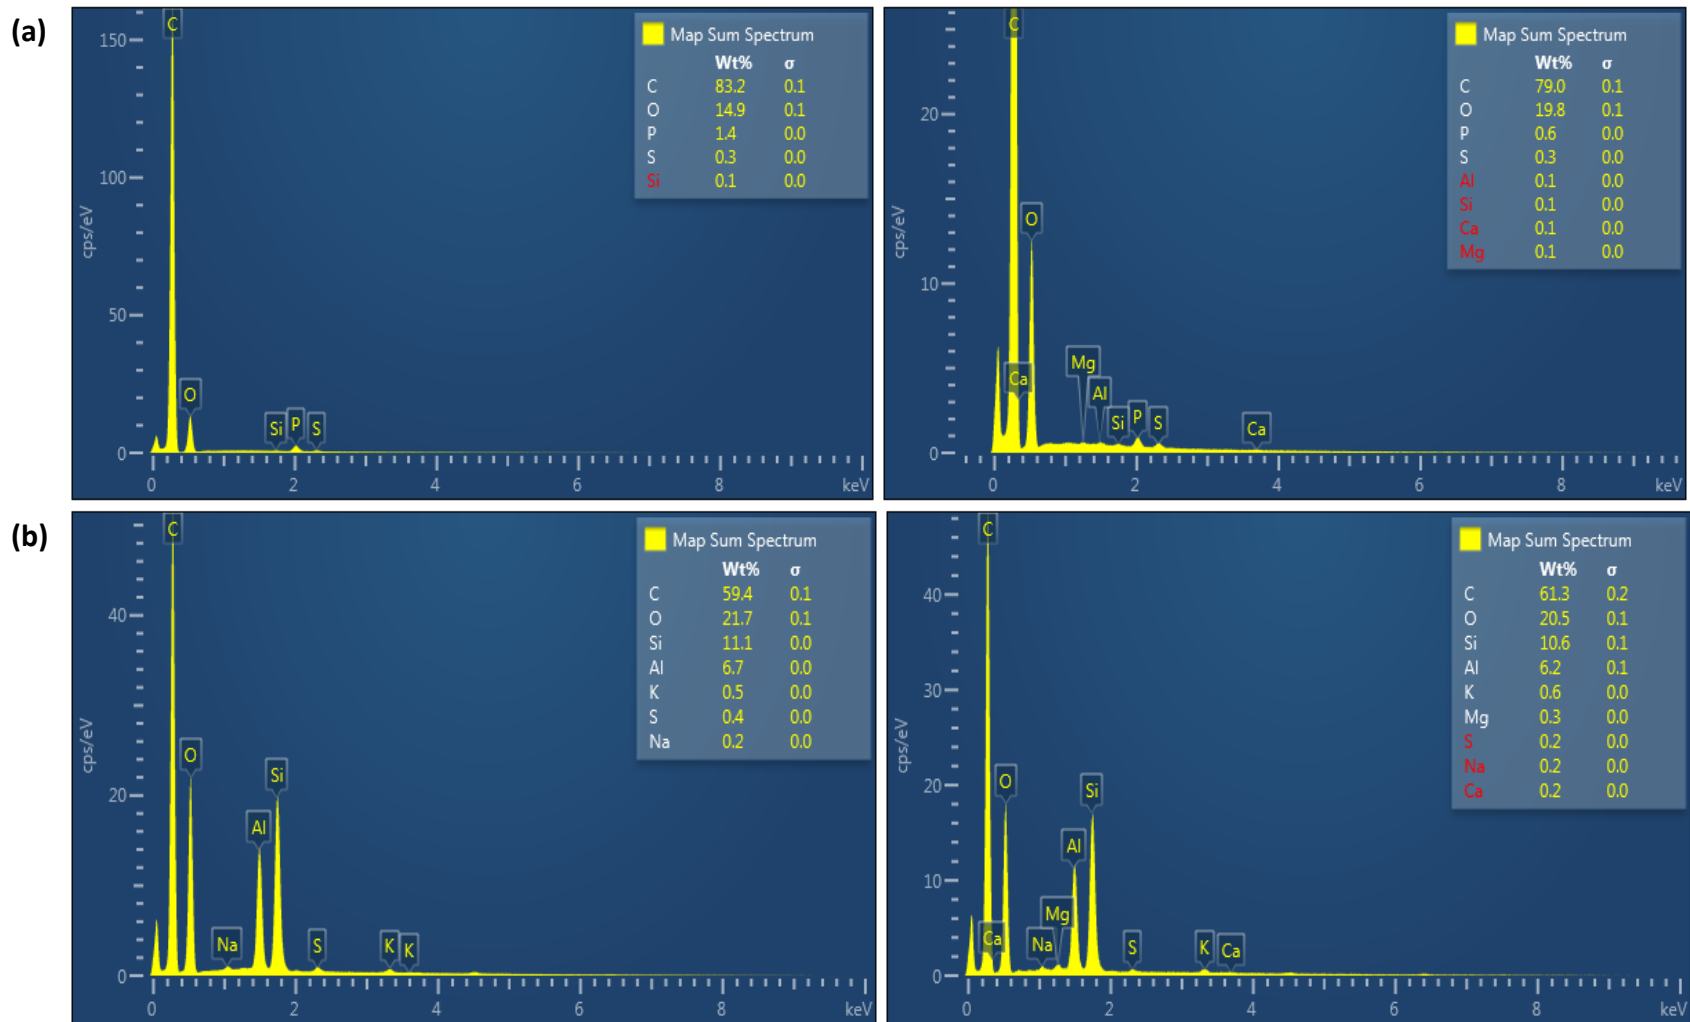 (a)
C
150
100
50
0
cps/eV
O
Si
P
S
0
2
4
6
8
keV
Map Sum Spectrum
Wt% σ
C 83.2 0.1
O 14.9 0.1
P 1.4 0.0
S 0.3 0.0
Si 0.1 0.0
C
20
10
0
cps/eV
O
Ca
Mg
Al
Si
P
S
Ca
0
2
4
6
8
keV
Map Sum Spectrum
Wt% σ
C 79.0 0.1
O 19.8 0.1
P 0.6 0.0
S 0.3 0.0
Al 0.1 0.0
Si 0.1 0.0
Ca 0.1 0.0
Mg 0.1 0.0
(b)
C
40
20
0
cps/eV
O
Na
Al
Si
S
K
K
0
2
4
6
8
keV
Map Sum Spectrum
Wt% σ
C 59.4 0.1
O 21.7 0.1
Si 11.1 0.0
Al 6.7 0.0
K 0.5 0.0
S 0.4 0.0
Na 0.2 0.0
C
40
30
20
10
0
cps/eV
O
Ca
Na
Mg
Al
Si
S
K
Ca
0
2
4
6
8
keV
Map Sum Spectrum
Wt% σ
C 61.3 0.2
O 20.5 0.1
Si 10.6 0.1
Al 6.2 0.1
K 0.6 0.0
Mg 0.3 0.0
S 0.2 0.0
Na 0.2 0.0
Ca 0.2 0.0